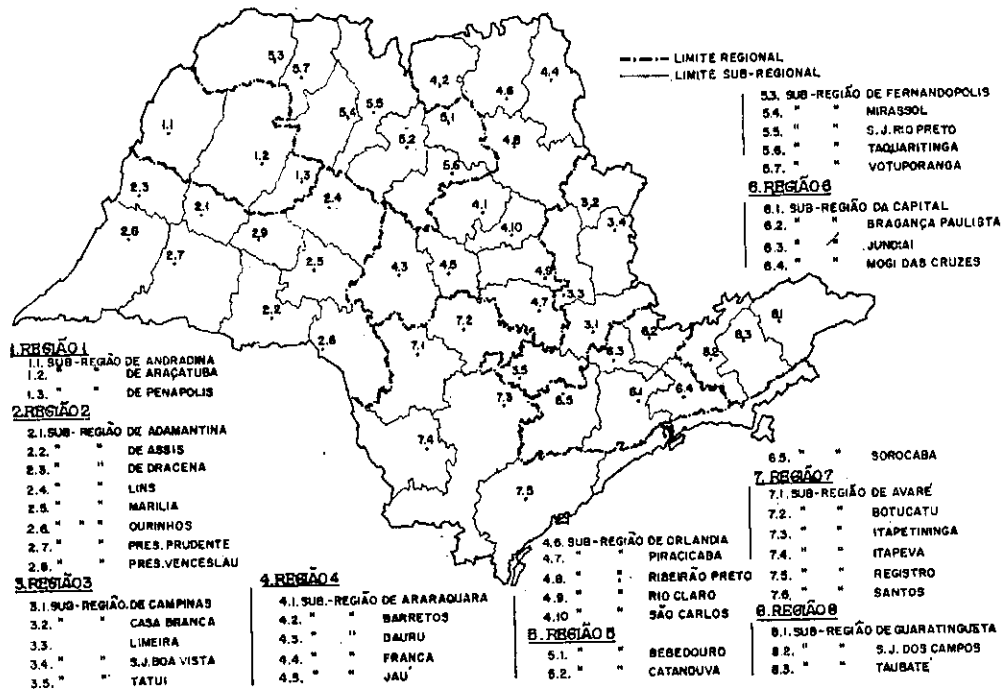 LIMITE REGIONAL
LIMITE SUB-REGIONAL
5.3
5.7
5.4
5.5
4.2
4.6
4.4
5.1
5.2
4.8
5.6
1.1
1.2
1.3
2.3
2.1
2.4
2.9
2.8
2.7
2.5
2.2
2.6
4.1
4.10
3.2
3.4
4.3
4.5
4.9
4.7
3.3
3.1
7.2
7.1
3.5
7.3
6.5
6.3
6.2
6.1
6.4
8.2
8.3
8.1
7.4
7.5
7.
1.REGIÃO 1
1.1. SUB-REGIÃO DE ANDRADINA
1.2. " " DE ARAÇATUBA
1.3. " " DE PENAPOLIS
2.REGIÃO 2
2.1.SUB-REGIÃO DE ADAMANTINA
2.2. " " DE ASSIS
2.3. " " DE DRACENA
2.4. " " LINS
2.5. " " MARILIA
2.6. " " " OURINHOS
2.7. " " PRES. PRUDENTE
2.8. " " PRES.VENCESLAU
3.REGIÃO 3
3.1.SUB-REGIÃO.DE CAMPINAS
3.2. " " CASA BRANCA
3.3. LIMEIRA
3.4. " " S.J.BOA VISTA
3.5. " " TATUI
4.REGIÃO 4
4.1.SUB.-REGIÃO DE ARARAQUARA
4.2. " " BARRETOS
4.3. " " BAURU
4.4. " " FRANCA
4.5. " " JAÚ
4.6. SUB-REGIÃO DE ORLANDIA
4.7. " " PIRACICABA
4.8. " " RIBEIRÃO PRETO
4.9. " " RIO CLARO
4.10 " " SÃO CARLOS
5.REGIÃO 5
5.1. " " BEBEDOURO
5.2. " " CATANDUVA
5.3. SUB-REGIÃO DE FERNANDOPOLIS
5.4. " " MIRASSOL
5.5. " " S.J.RIO PRETO
5.6. " " TAQUARITINGA
5.7. " " VOTUPORANGA
6.REGIÃO 6
6.1. SUB-REGIÃO DA CAPITAL
6.2. " " BRAGANÇA PAULISTA
6.3. " " JUNDIAI
6.4. " " MOGI DAS CRUZES
6.5. " " SOROCABA
7.REGIÃO 7
7.1.SUB-REGIÃO DE AVARÉ
7.2. " " BOTUCATU
7.3. " " ITAPETININGA
7.4. " " ITAPEVA
7.5. " " REGISTRO
7.6. " " SANTOS
8.REGIÃO 8
8.1.SUB-REGIÃO DE GUARATINGUETA
8.2. " " S.J. DOS CAMPOS
8.3. " " TAUBATÉ